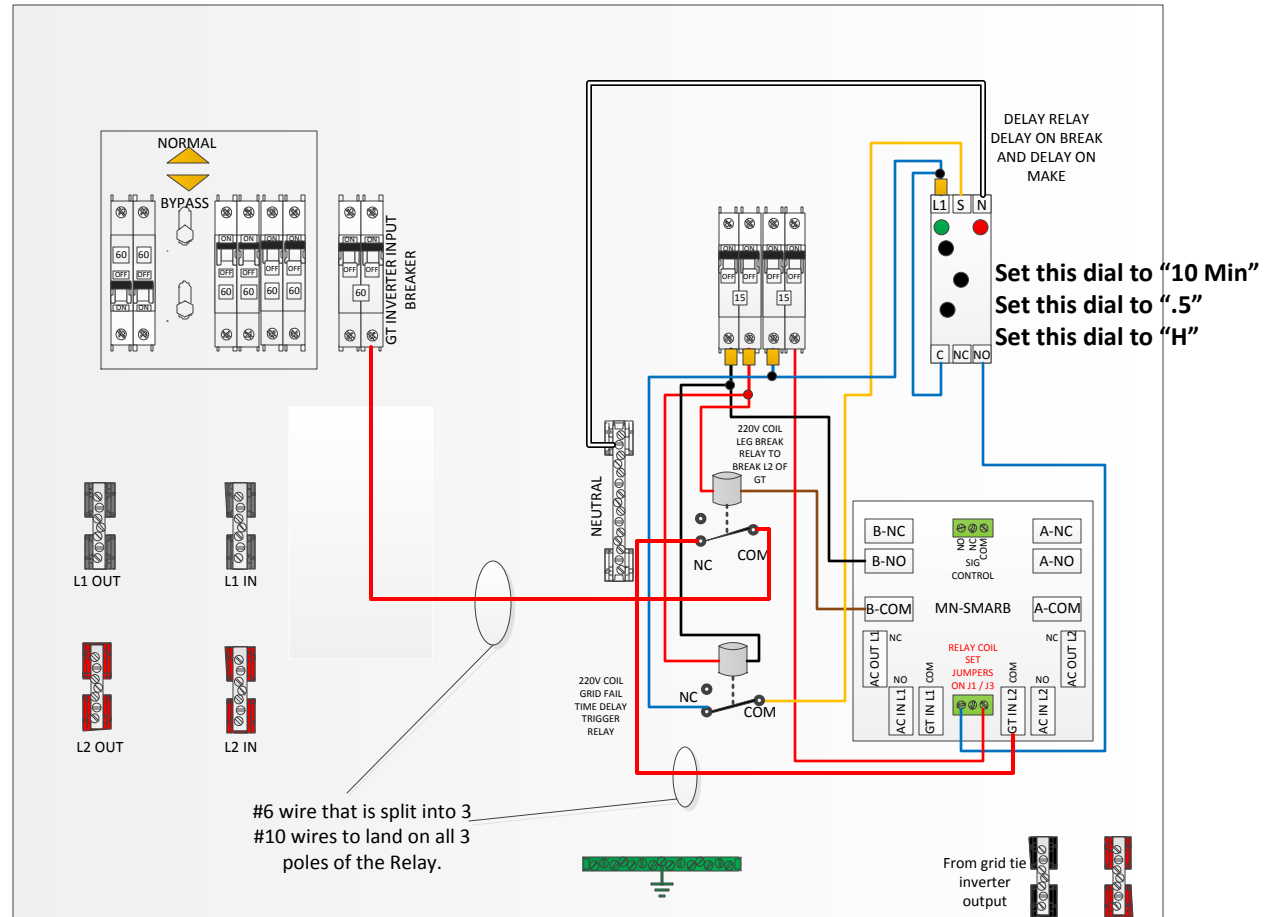 NORMAL
BYPASS
ON
ON
60
60
OFF
OFF
ON
ON
ON
ON
ON
ON
OFF
OFF
OFF
OFF
60
60
60
60
ON
ON
OFF
OFF
60
GT INVERTER INPUT
BREAKER
ON
ON
ON
ON
OFF
OFF
OFF
OFF
15
15
DELAY RELAY
DELAY ON BREAK
AND DELAY ON
MAKE
L1
S
N
Set this dial to “10 Min”
Set this dial to “.5”
Set this dial to “H”
C
NC
NO
220V COIL
LEG BREAK
RELAY TO
BREAK L2 OF
GT
NEUTRAL
NC
COM
L1 OUT
L1 IN
L2 OUT
L2 IN
220V COIL
GRID FAIL
TIME DELAY
TRIGGER
RELAY
NC
COM
B-NC
B-NO
B-COM
NO
NC
COM
SIG
CONTROL
A-NC
A-NO
A-COM
MN-SMARB
RELAY COIL
SET
JUMPERS
ON J1 / J3
AC OUT L1
NC
AC IN L1
NO
GT IN L1
COM
GT IN L2
COM
AC IN L2
NO
AC OUT L2
NC
#6 wire that is split into 3
#10 wires to land on all 3
poles of the Relay.
From grid tie
inverter
output